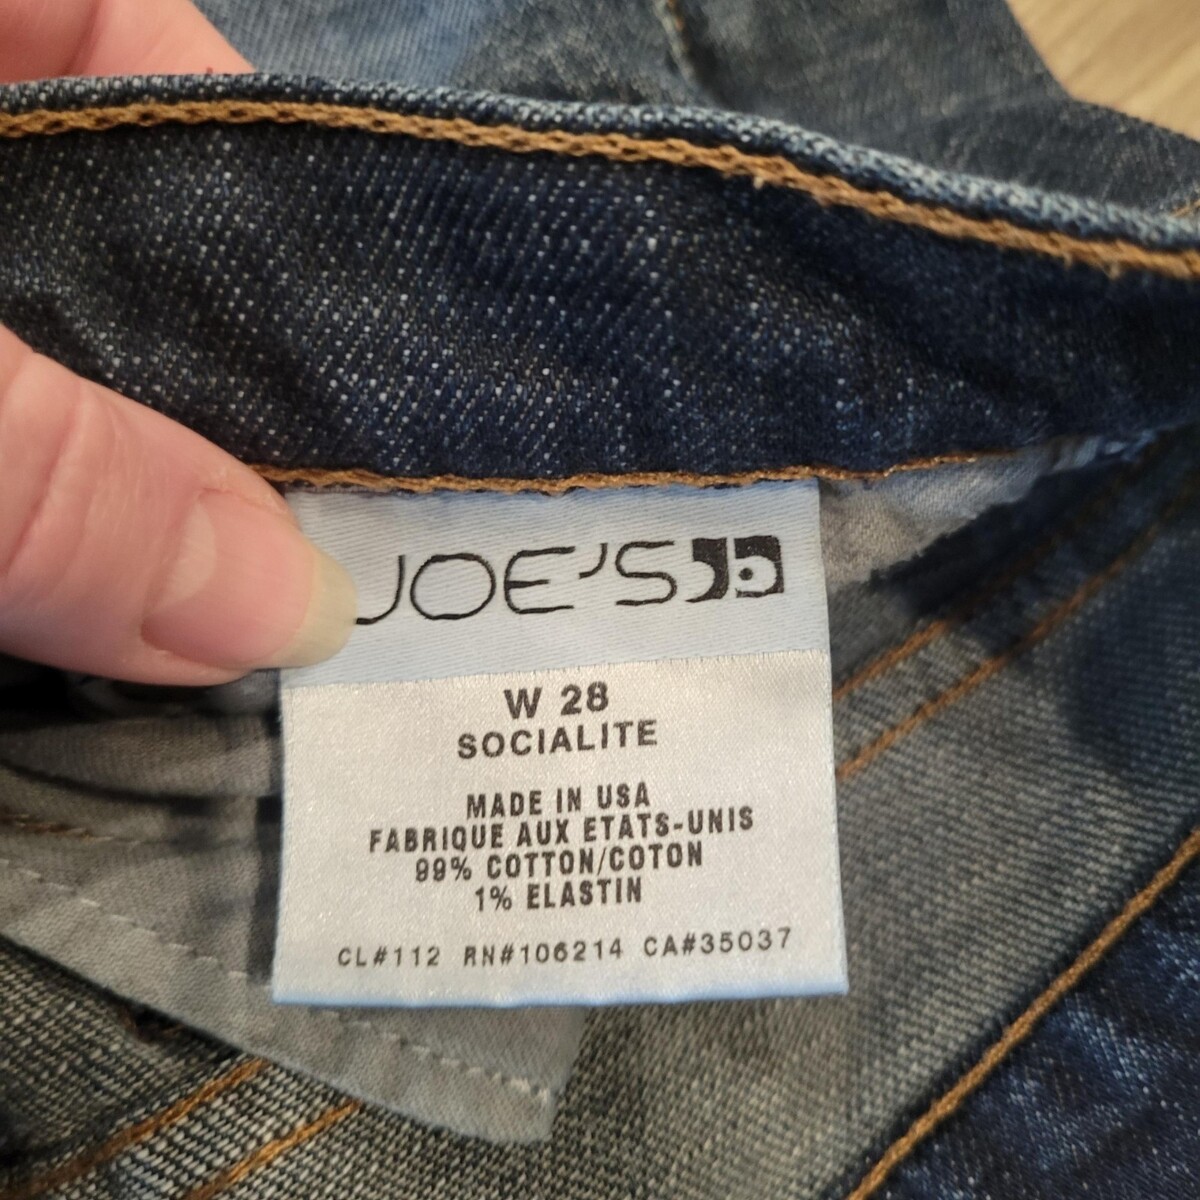 JOE'S
W 28
SOCIALITE
MADE IN USA
FABRIQUE AUX ETATS-UNIS
99% COTTON/COTON
1% ELASTIN
CL#112 RN#106214 CA#35037